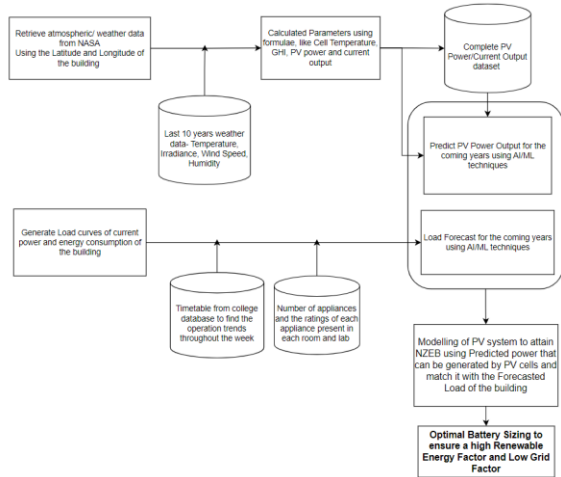 Retrieve atmospheric/ weather data
from NASA
Using the Latitude and Longitude of
the building
Calculated Parameters using
formulae, like Cell Temperature,
GHI, PV power and current
output
Complete PV
Power/Current Output
dataset
Last 10 years weather
data- Temperature,
Irradiance, Wind Speed,
Humidity
Predict PV Power Output for the
coming years using AI/ML
techniques
Generate Load curves of current
power and energy consumption of
the building
Load Forecast for the coming years
using AI/ML techniques
Timetable from college
database to find the
operation trends
throughout the week
Number of appliances
and the ratings of each
appliance present in
each room and lab
Modelling of PV system to attain
NZEB using Predicted power that
can be generated by PV cells and
match it with the Forecasted
Load of the building
Optimal Battery Sizing to
ensure a high Renewable
Energy Factor and Low Grid
Factor